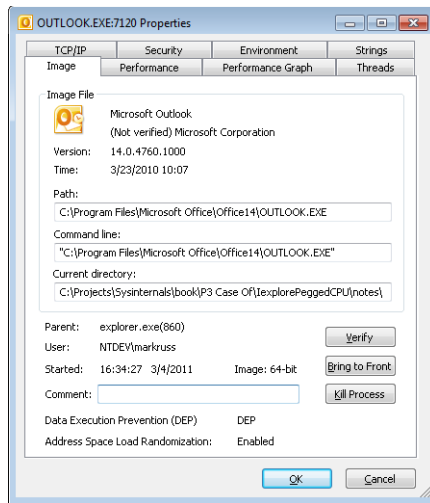 OUTLOOK.EXE:7120 Properties
TCP/IP Security Environment Strings
Image Performance Performance Graph Threads
Image File
Microsoft Outlook
(Not verified) Microsoft Corporation
Version: 14.0.4760.1000
Time: 3/23/2010 10:07
Path:
C:\Program Files\Microsoft Office\Office14\OUTLOOK.EXE
Command line:
"C:\Program Files\Microsoft Office\Office14\OUTLOOK.EXE"
Current directory:
C:\Projects\Sysinternals\book\P3 Case Of\IexplorePeggedCPU\notes\
Parent: explorer.exe(860)
Verify
User: NTDEV\markruss
Started: 16:34:27 3/4/2011 Image: 64-bit
Bring to Front
Comment:
Kill Process
Data Execution Prevention (DEP) DEP
Address Space Load Randomization: Enabled
OK Cancel